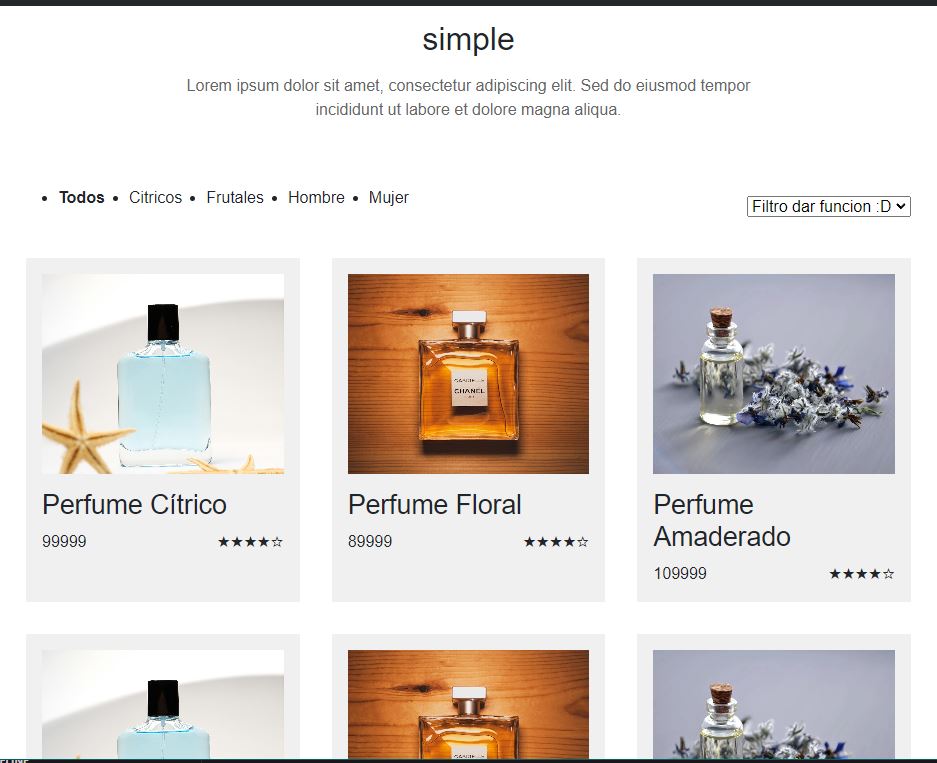 simple
Lorem ipsum dolor sit amet, consectetur adipiscing elit. Sed do eiusmod tempor
incididunt ut labore et dolore magna aliqua.
• Todos • Citricos • Frutales • Hombre • Mujer
Filtro dar funcion :D
CHANEL
Perfume Cítrico
99999 ★★★★☆
Perfume Floral
89999 ★★★★☆
Perfume
Amaderado
109999 ★★★★☆